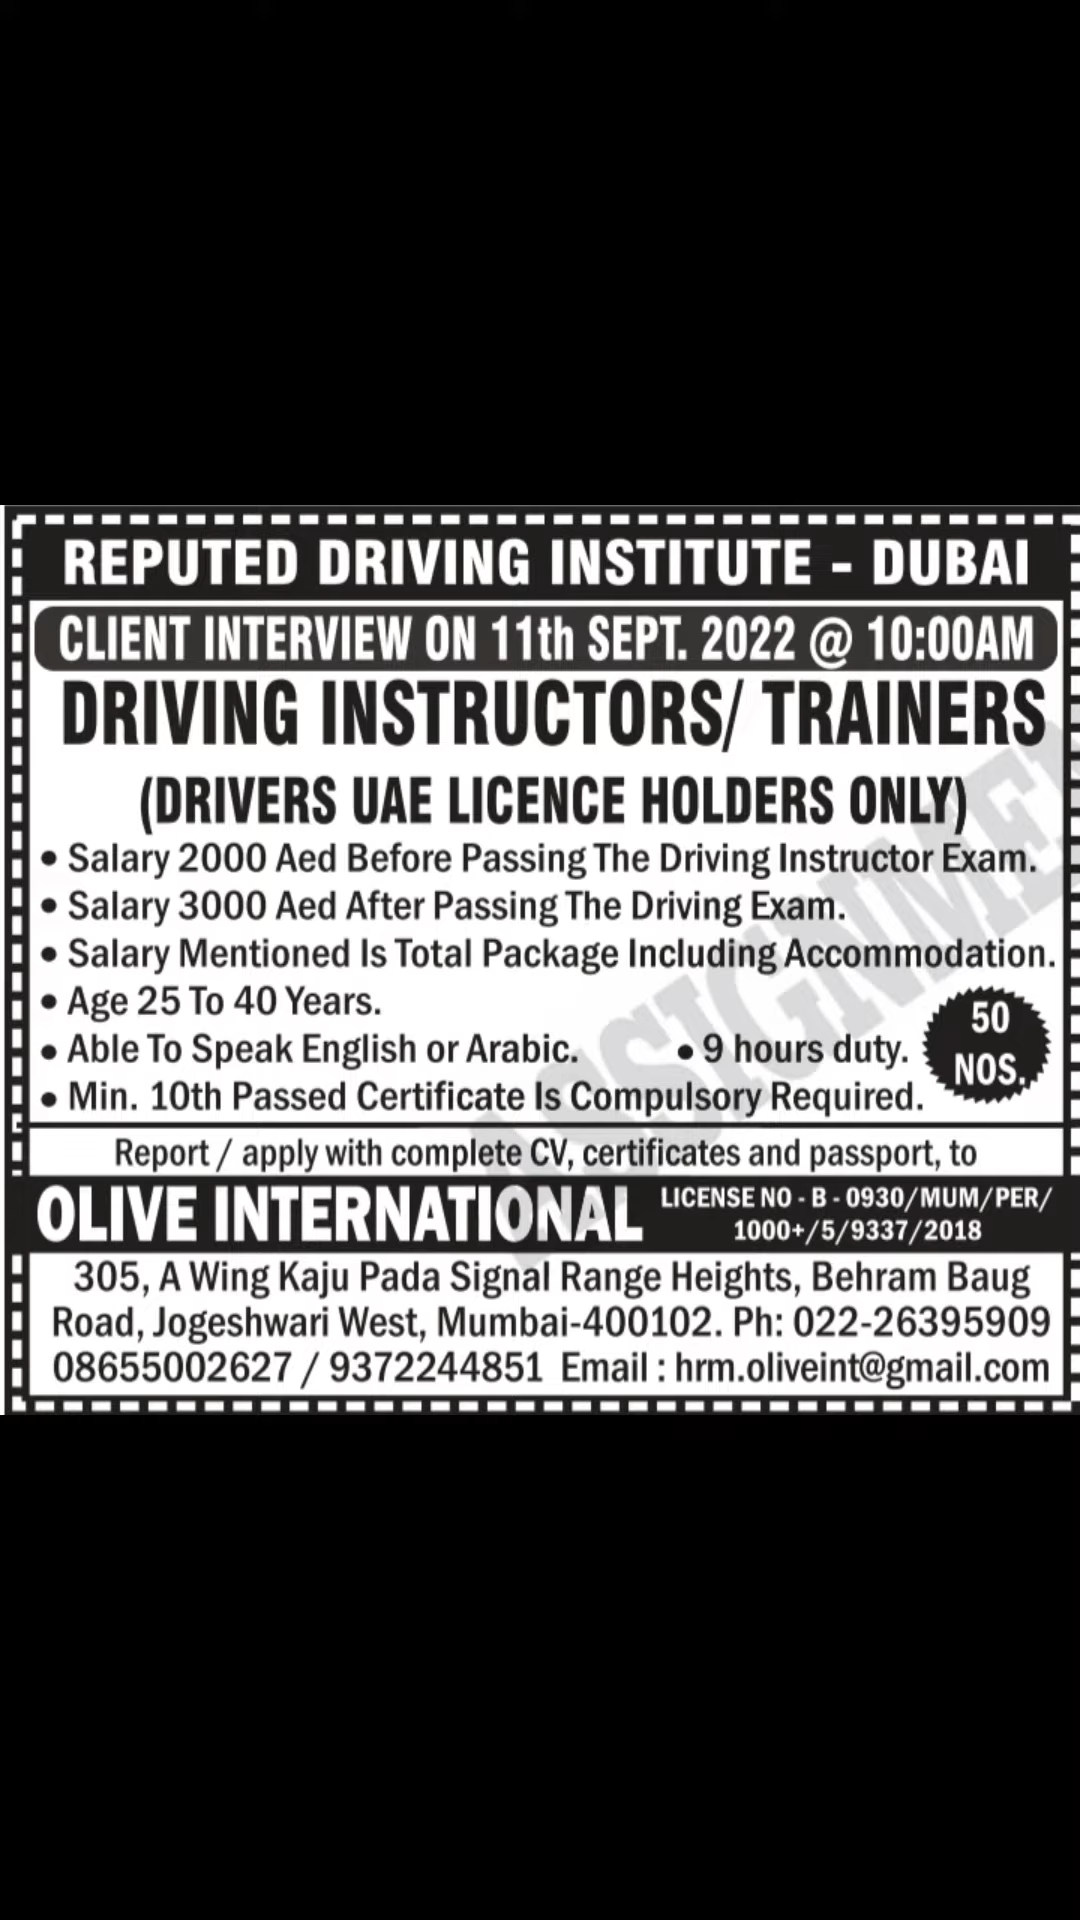 REPUTED DRIVING INSTITUTE - DUBAI
CLIENT INTERVIEW ON 11th SEPT. 2022 @ 10:00AM
DRIVING INSTRUCTORS/ TRAINERS
(DRIVERS UAE LICENCE HOLDERS ONLY)
• Salary 2000 Aed Before Passing The Driving Instructor Exam.
• Salary 3000 Aed After Passing The Driving Exam.
• Salary Mentioned Is Total Package Including Accommodation.
• Age 25 To 40 Years.
• Able To Speak English or Arabic. • 9 hours duty.
• Min. 10th Passed Certificate Is Compulsory Required.
50
NOS.
Report / apply with complete CV, certificates and passport, to
OLIVE INTERNATIONAL
LICENSE NO - B - 0930/MUM/PER/
1000+/5/9337/2018
305, A Wing Kaju Pada Signal Range Heights, Behram Baug
Road, Jogeshwari West, Mumbai-400102. Ph: 022-26395909
08655002627 / 9372244851 Email : hrm.oliveint@gmail.com